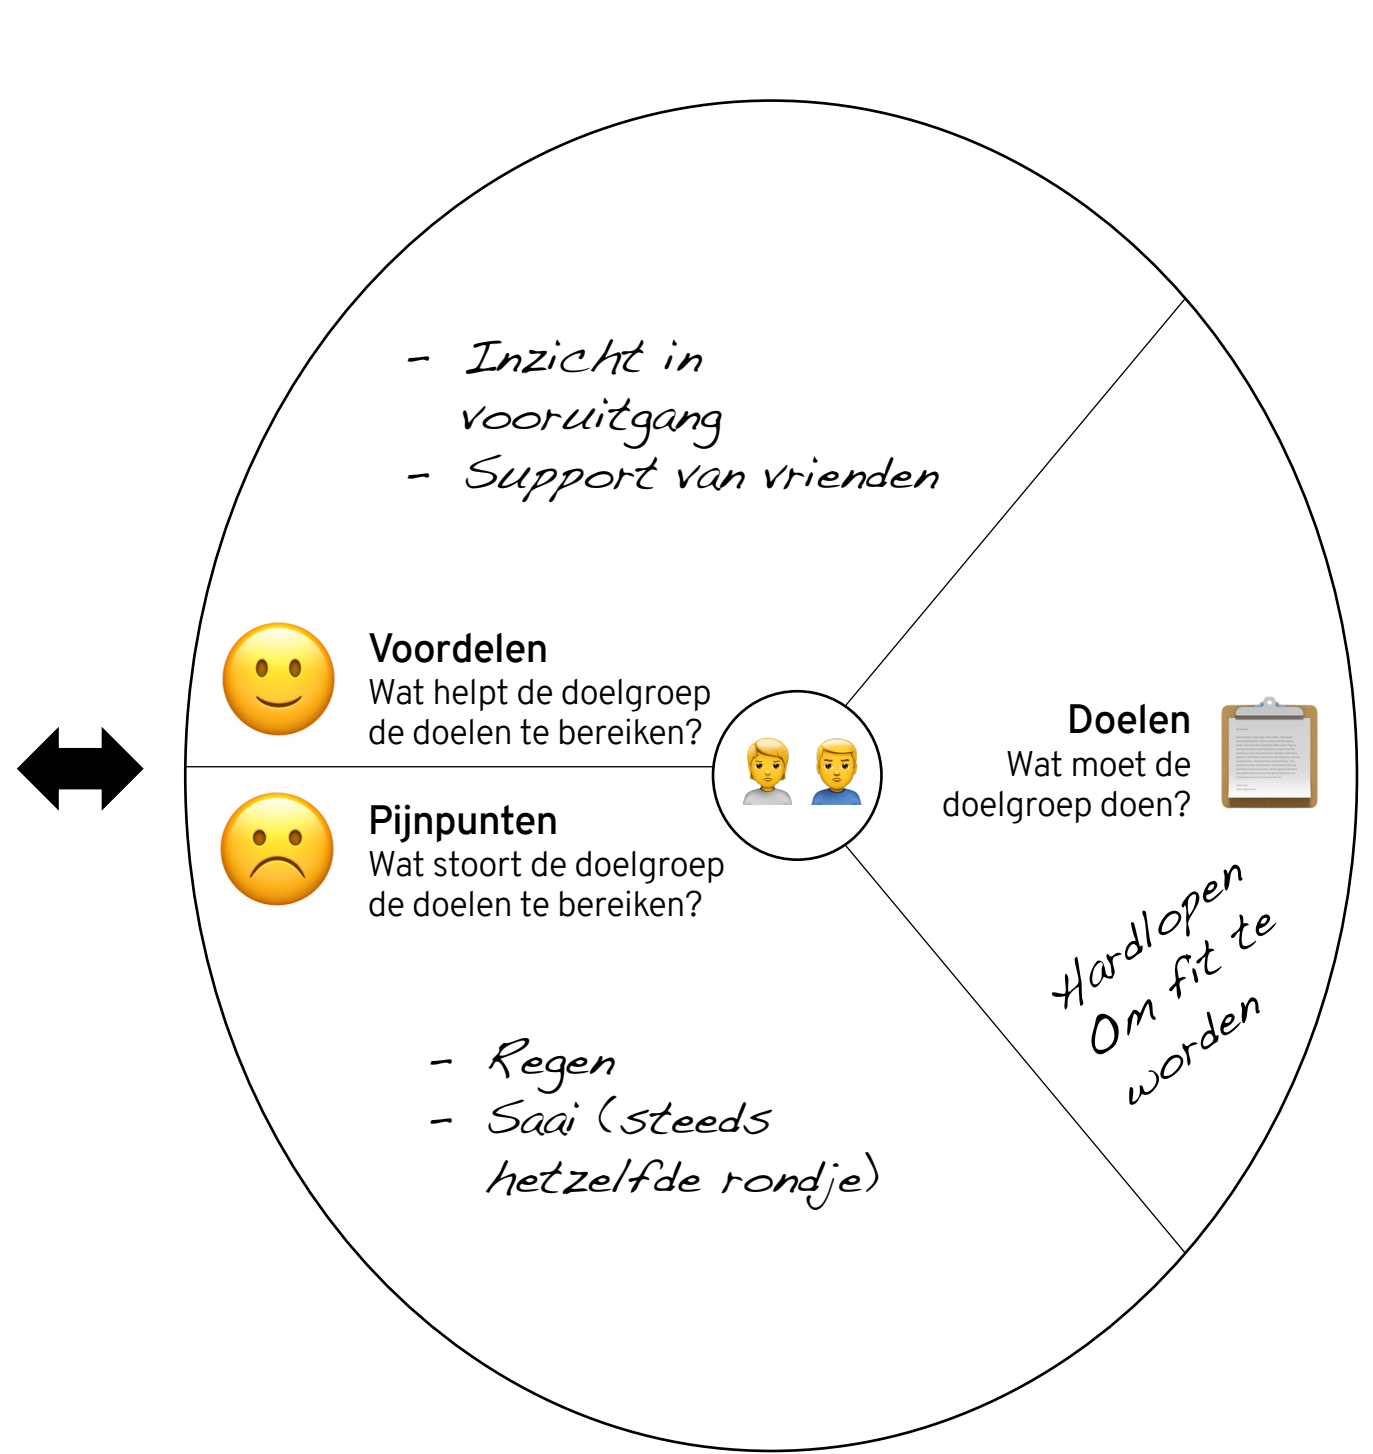 - Inzicht in
vooruitgang
- Support van vrienden
Voordelen
Wat helpt de doelgroep
de doelen te bereiken?
Pijnpunten
Wat stoort de doelgroep
de doelen te bereiken?
- Regen
- Saai (steeds
hetzelfde rondje)
Doelen
Wat moet de
doelgroep doen?
Hardlopen
Om fit te
worden